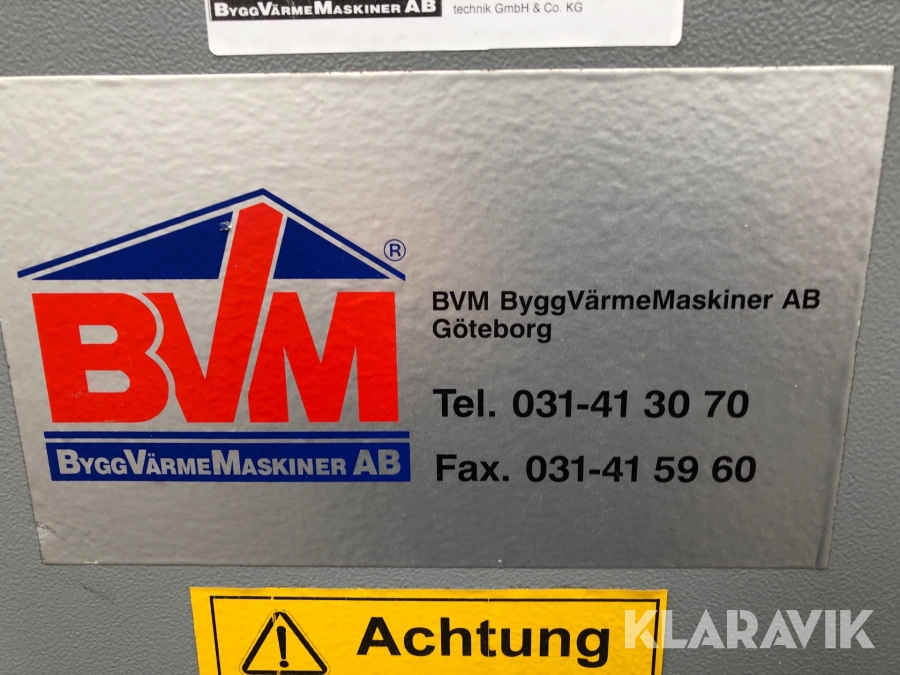 ByggVärmeMaskiner AB
technik GmbH & Co. KG
BVM
®
ByggVärmeMaskiner AB
BVM ByggVärmeMaskiner AB
Göteborg
Tel. 031-41 30 70
Fax. 031-41 59 60
Achtung
KLARAVIK